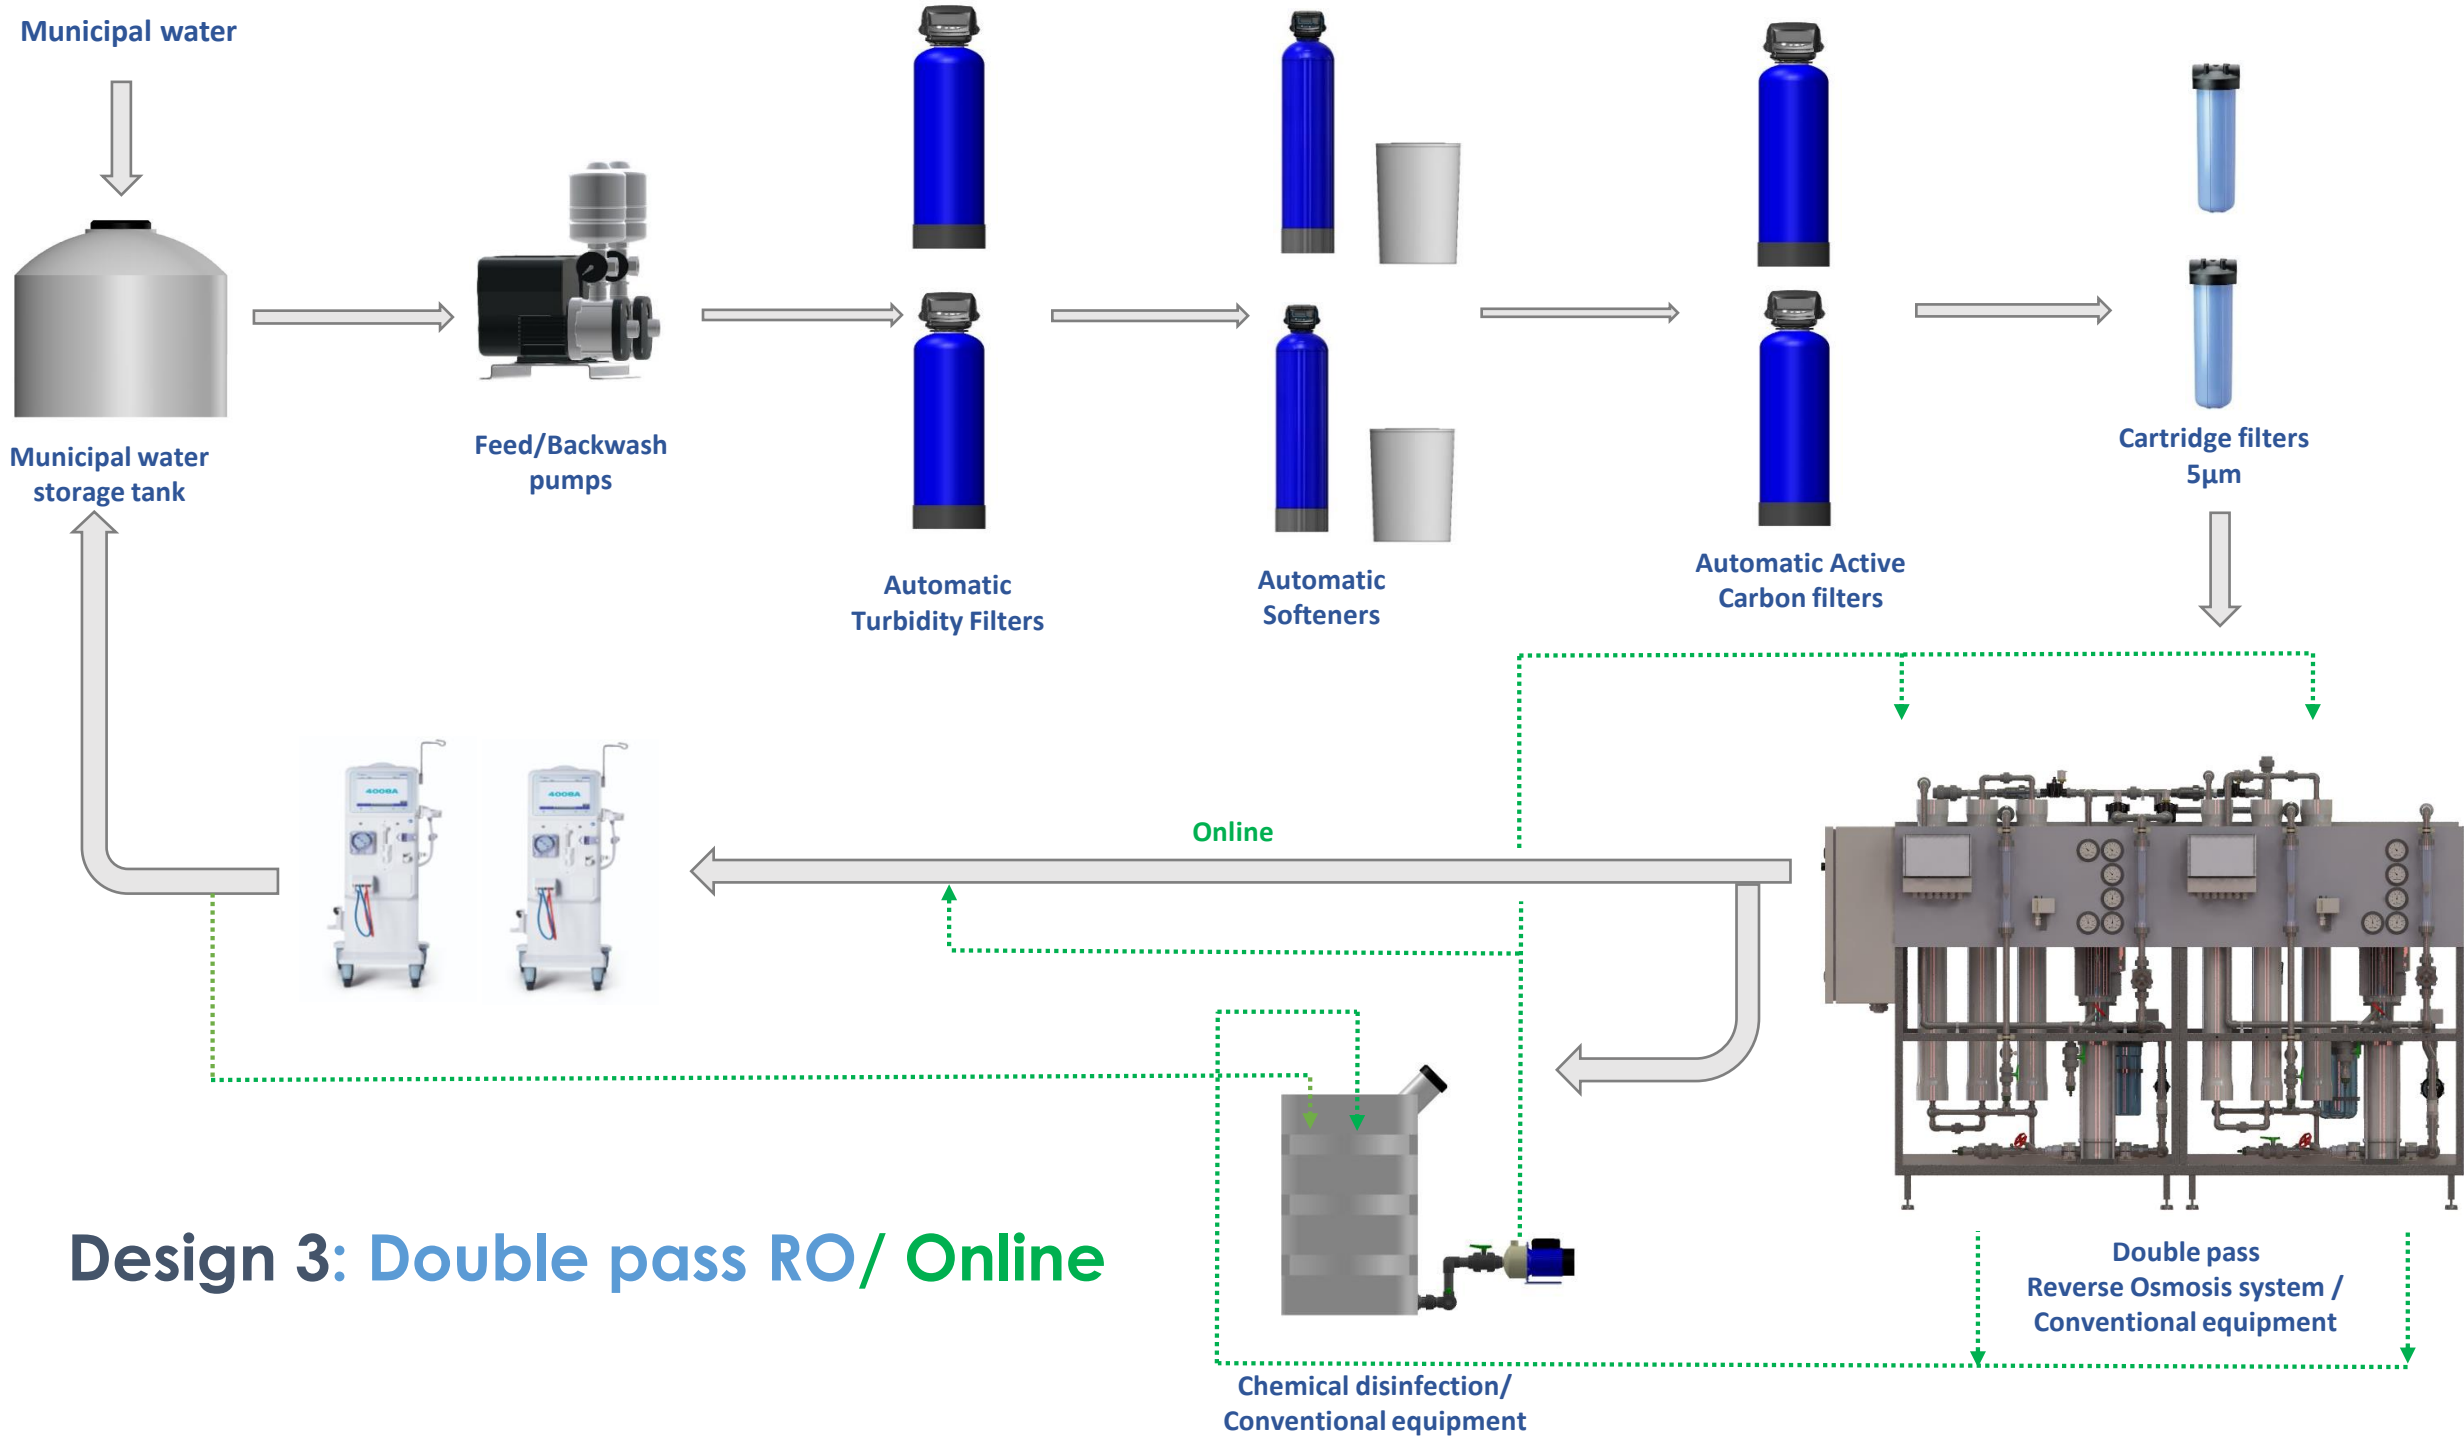 Municipal water
Municipal water
storage tank
Feed/Backwash
pumps
Automatic
Turbidity Filters
Automatic
Softeners
Automatic Active
Carbon filters
Cartridge filters
5µm
4008A
4008A
Online
Design 3: Double pass RO/ Online
Double pass
Reverse Osmosis system /
Conventional equipment
Chemical disinfection/
Conventional equipment